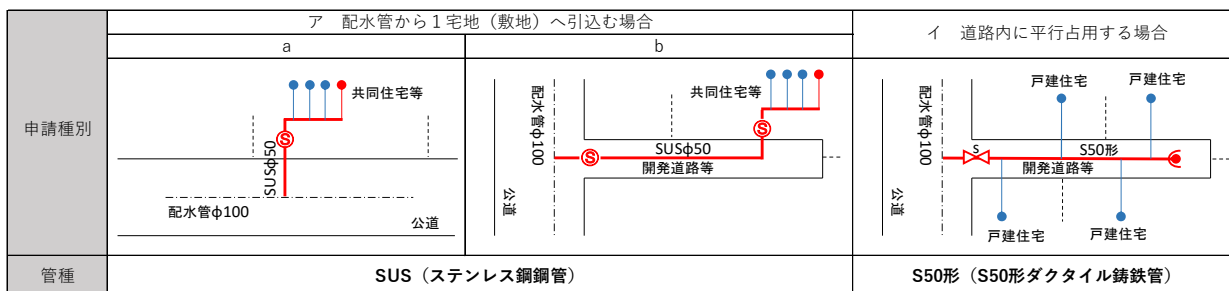 申請種別
ア 配水管から１宅地（敷地）へ引込む場合
イ 道路内に平行占用する場合
a
b
共同住宅等
S
SUSφ50
配水管φ100
公道
配水管φ100
公道
共同住宅等
S
S
SUSφ50
開発道路等
配水管φ100
公道
戸建住宅
戸建住宅
S
S50形
開発道路等
戸建住宅
戸建住宅
管種
SUS（ステンレス鋼鋼管）
S50形（S50形ダクタイル鋳鉄管）